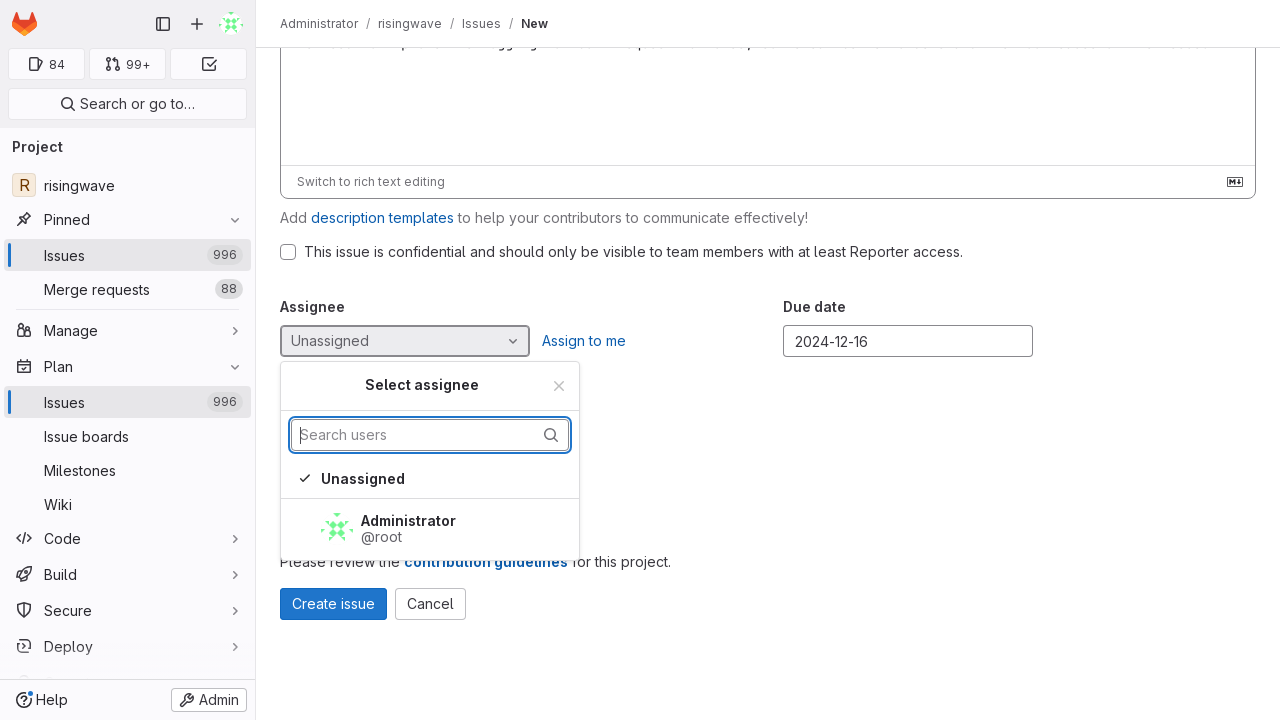 Administrator / risingwave / Issues / New
84
99+
Search or go to…
Project
R risingwave
Pinned
Issues 996
Merge requests 88
Manage
Plan
Issues 996
Issue boards
Milestones
Wiki
Code
Build
Secure
Deploy
Help
Admin
Switch to rich text editing
Add description templates to help your contributors to communicate effectively!
This issue is confidential and should only be visible to team members with at least Reporter access.
Assignee
Unassigned
Assign to me
Due date
2024-12-16
Select assignee
Search users
Unassigned
Administrator
@root
Please review the contribution guidelines for this project.
Create issue
Cancel